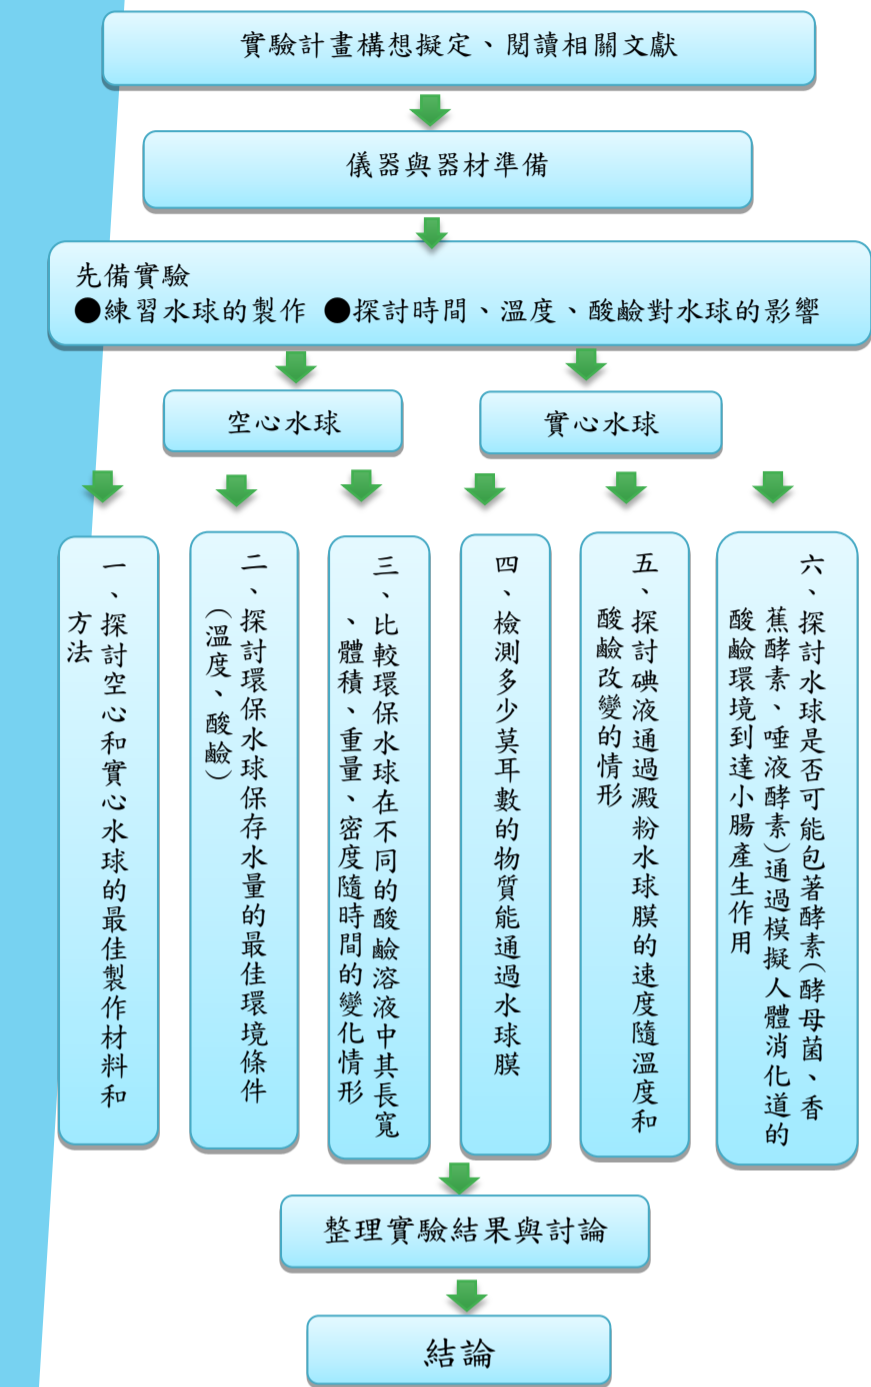 實驗計畫構想擬定、閱讀相關文獻
儀器與器材準備
先備實驗
●練習水球的製作 ●探討時間、溫度、酸鹼對水球的影響
空心水球
實心水球
一、探討空心和實心水球的最佳製作材料和
方法
二、探討環保水球保存水量的最佳環境條件
(溫度、酸鹼)
三、比較環保水球在不同的酸鹼溶液中其長寬
、體積、重量、密度隨時間的變化情形
四、檢測多少莫耳數的物質能通過水球膜
五、探討碘液通過澱粉水球膜的速度隨溫度和
酸鹼改變的情形
六、探討水球是否可能包著酵素(酵母菌、香
蕉酵素、唾液酵素)通過模擬人體消化道的
酸鹼環境到達小腸產生作用
整理實驗結果與討論
結論